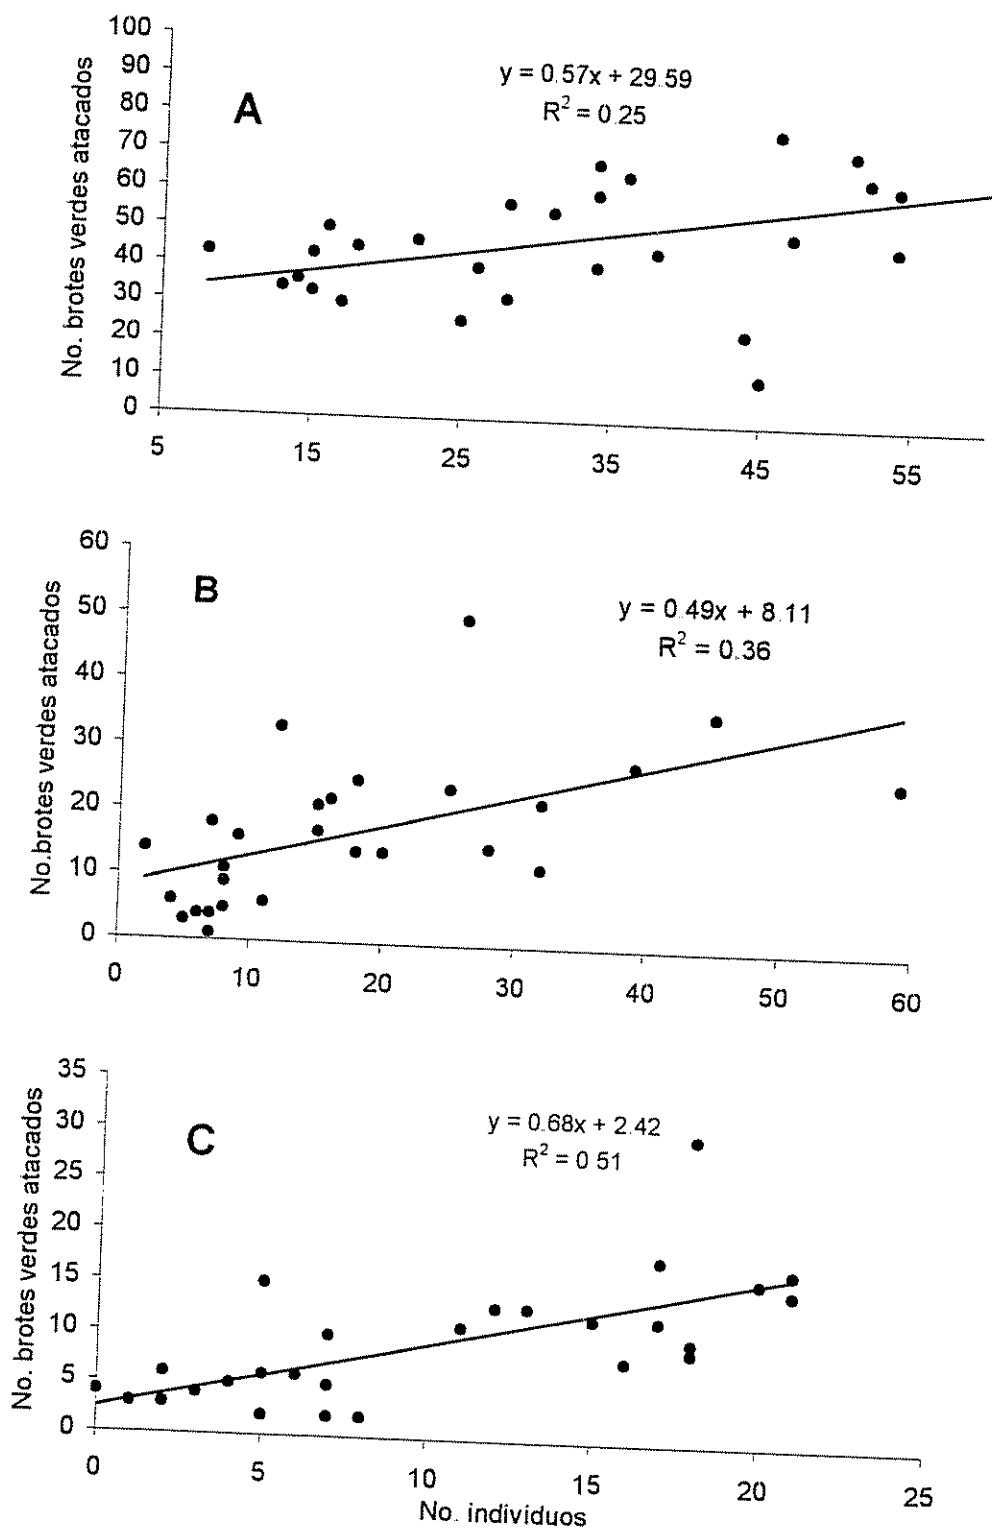 100
90
80
70
60
50
40
30
20
10
0
No. brotes verdes atacados
A
y = 0.57x + 29.59
R² = 0.25
5 15 25 35 45 55
60
50
40
30
20
10
0
No.brotes verdes atacados
B
y = 0.49x + 8.11
R² = 0.36
0 10 20 30 40 50 60
35
30
25
20
15
10
5
0
No. brotes verdes atacados
C
y = 0.68x + 2.42
R² = 0 51
0 5 10 15 20 25
No. individuos